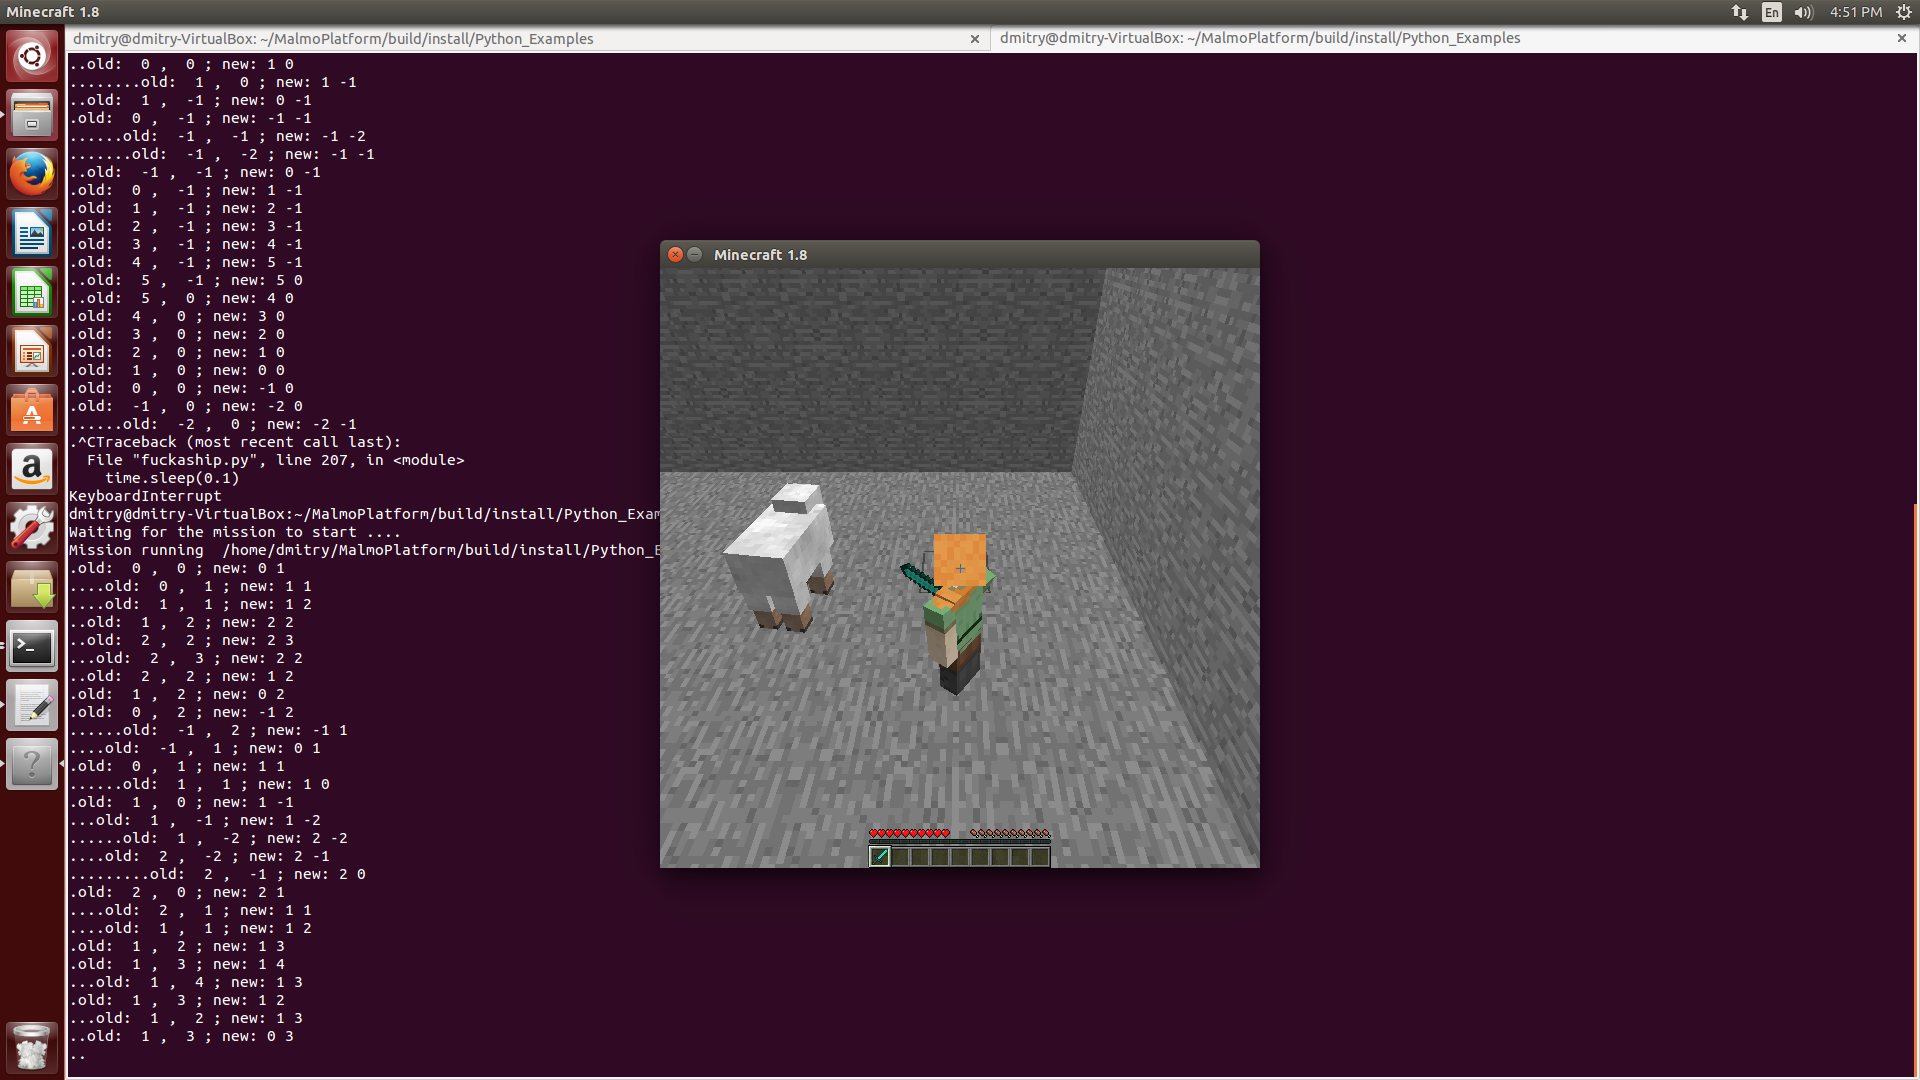 Minecraft 1.8
En
4:51 PM
dmitry@dmitry-VirtualBox: ~/MalmoPlatform/build/install/Python_Examples
dmitry@dmitry-VirtualBox: ~/MalmoPlatform/build/install/Python_Examples
..old:  0 ,  0 ; new: 1 0
........old:  1 ,  0 ; new: 1 -1
..old:  1 ,  -1 ; new: 0 -1
.old:  0 ,  -1 ; new: -1 -1
......old:  -1 ,  -1 ; new: -1 -2
.......old:  -1 ,  -2 ; new: -1 -1
..old:  -1 ,  -1 ; new: 0 -1
.old:  0 ,  -1 ; new: 1 -1
.old:  1 ,  -1 ; new: 2 -1
.old:  2 ,  -1 ; new: 3 -1
.old:  3 ,  -1 ; new: 4 -1
.old:  4 ,  -1 ; new: 5 -1
..old:  5 ,  -1 ; new: 5 0
..old:  5 ,  0 ; new: 4 0
.old:  4 ,  0 ; new: 3 0
.old:  3 ,  0 ; new: 2 0
.old:  2 ,  0 ; new: 1 0
.old:  1 ,  0 ; new: 0 0
.old:  0 ,  0 ; new: -1 0
.old:  -1 ,  0 ; new: -2 0
......old:  -2 ,  0 ; new: -2 -1
.^CTraceback (most recent call last):
  File "fuckaship.py", line 207, in <module>
    time.sleep(0.1)
KeyboardInterrupt
dmitry@dmitry-VirtualBox:~/MalmoPlatform/build/install/Python_Exam
Waiting for the mission to start ....
Mission running  /home/dmitry/MalmoPlatform/build/install/Python_E
.old:  0 ,  0 ; new: 0 1
....old:  0 ,  1 ; new: 1 1
....old:  1 ,  1 ; new: 1 2
..old:  1 ,  2 ; new: 2 2
..old:  2 ,  2 ; new: 2 3
...old:  2 ,  3 ; new: 2 2
..old:  2 ,  2 ; new: 1 2
.old:  1 ,  2 ; new: 0 2
.old:  0 ,  2 ; new: -1 2
......old:  -1 ,  2 ; new: -1 1
....old:  -1 ,  1 ; new: 0 1
.old:  0 ,  1 ; new: 1 1
......old:  1 ,  1 ; new: 1 0
.old:  1 ,  0 ; new: 1 -1
...old:  1 ,  -1 ; new: 1 -2
......old:  1 ,  -2 ; new: 2 -2
....old:  2 ,  -2 ; new: 2 -1
.........old:  2 ,  -1 ; new: 2 0
.old:  2 ,  0 ; new: 2 1
....old:  2 ,  1 ; new: 1 1
....old:  1 ,  1 ; new: 1 2
.old:  1 ,  2 ; new: 1 3
.old:  1 ,  3 ; new: 1 4
...old:  1 ,  4 ; new: 1 3
.old:  1 ,  3 ; new: 1 2
...old:  1 ,  2 ; new: 1 3
..old:  1 ,  3 ; new: 0 3
..
Minecraft 1.8